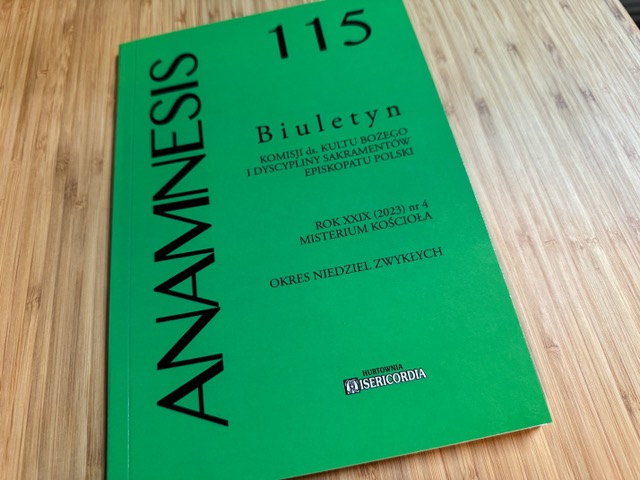 ANAMNESIS
115
Biuletyn
KOMISJI ds. KULTU BOŻEGO
I DYSCYPLINY SAKRAMENTÓW
EPISKOPATU POLSKI
ROK XXIX (2023) nr 4
MISTERIUM KOŚCIOŁA
OKRES NIEDZIEL ZWYKŁYCH
HURTOWNIA
MISERICORDIA